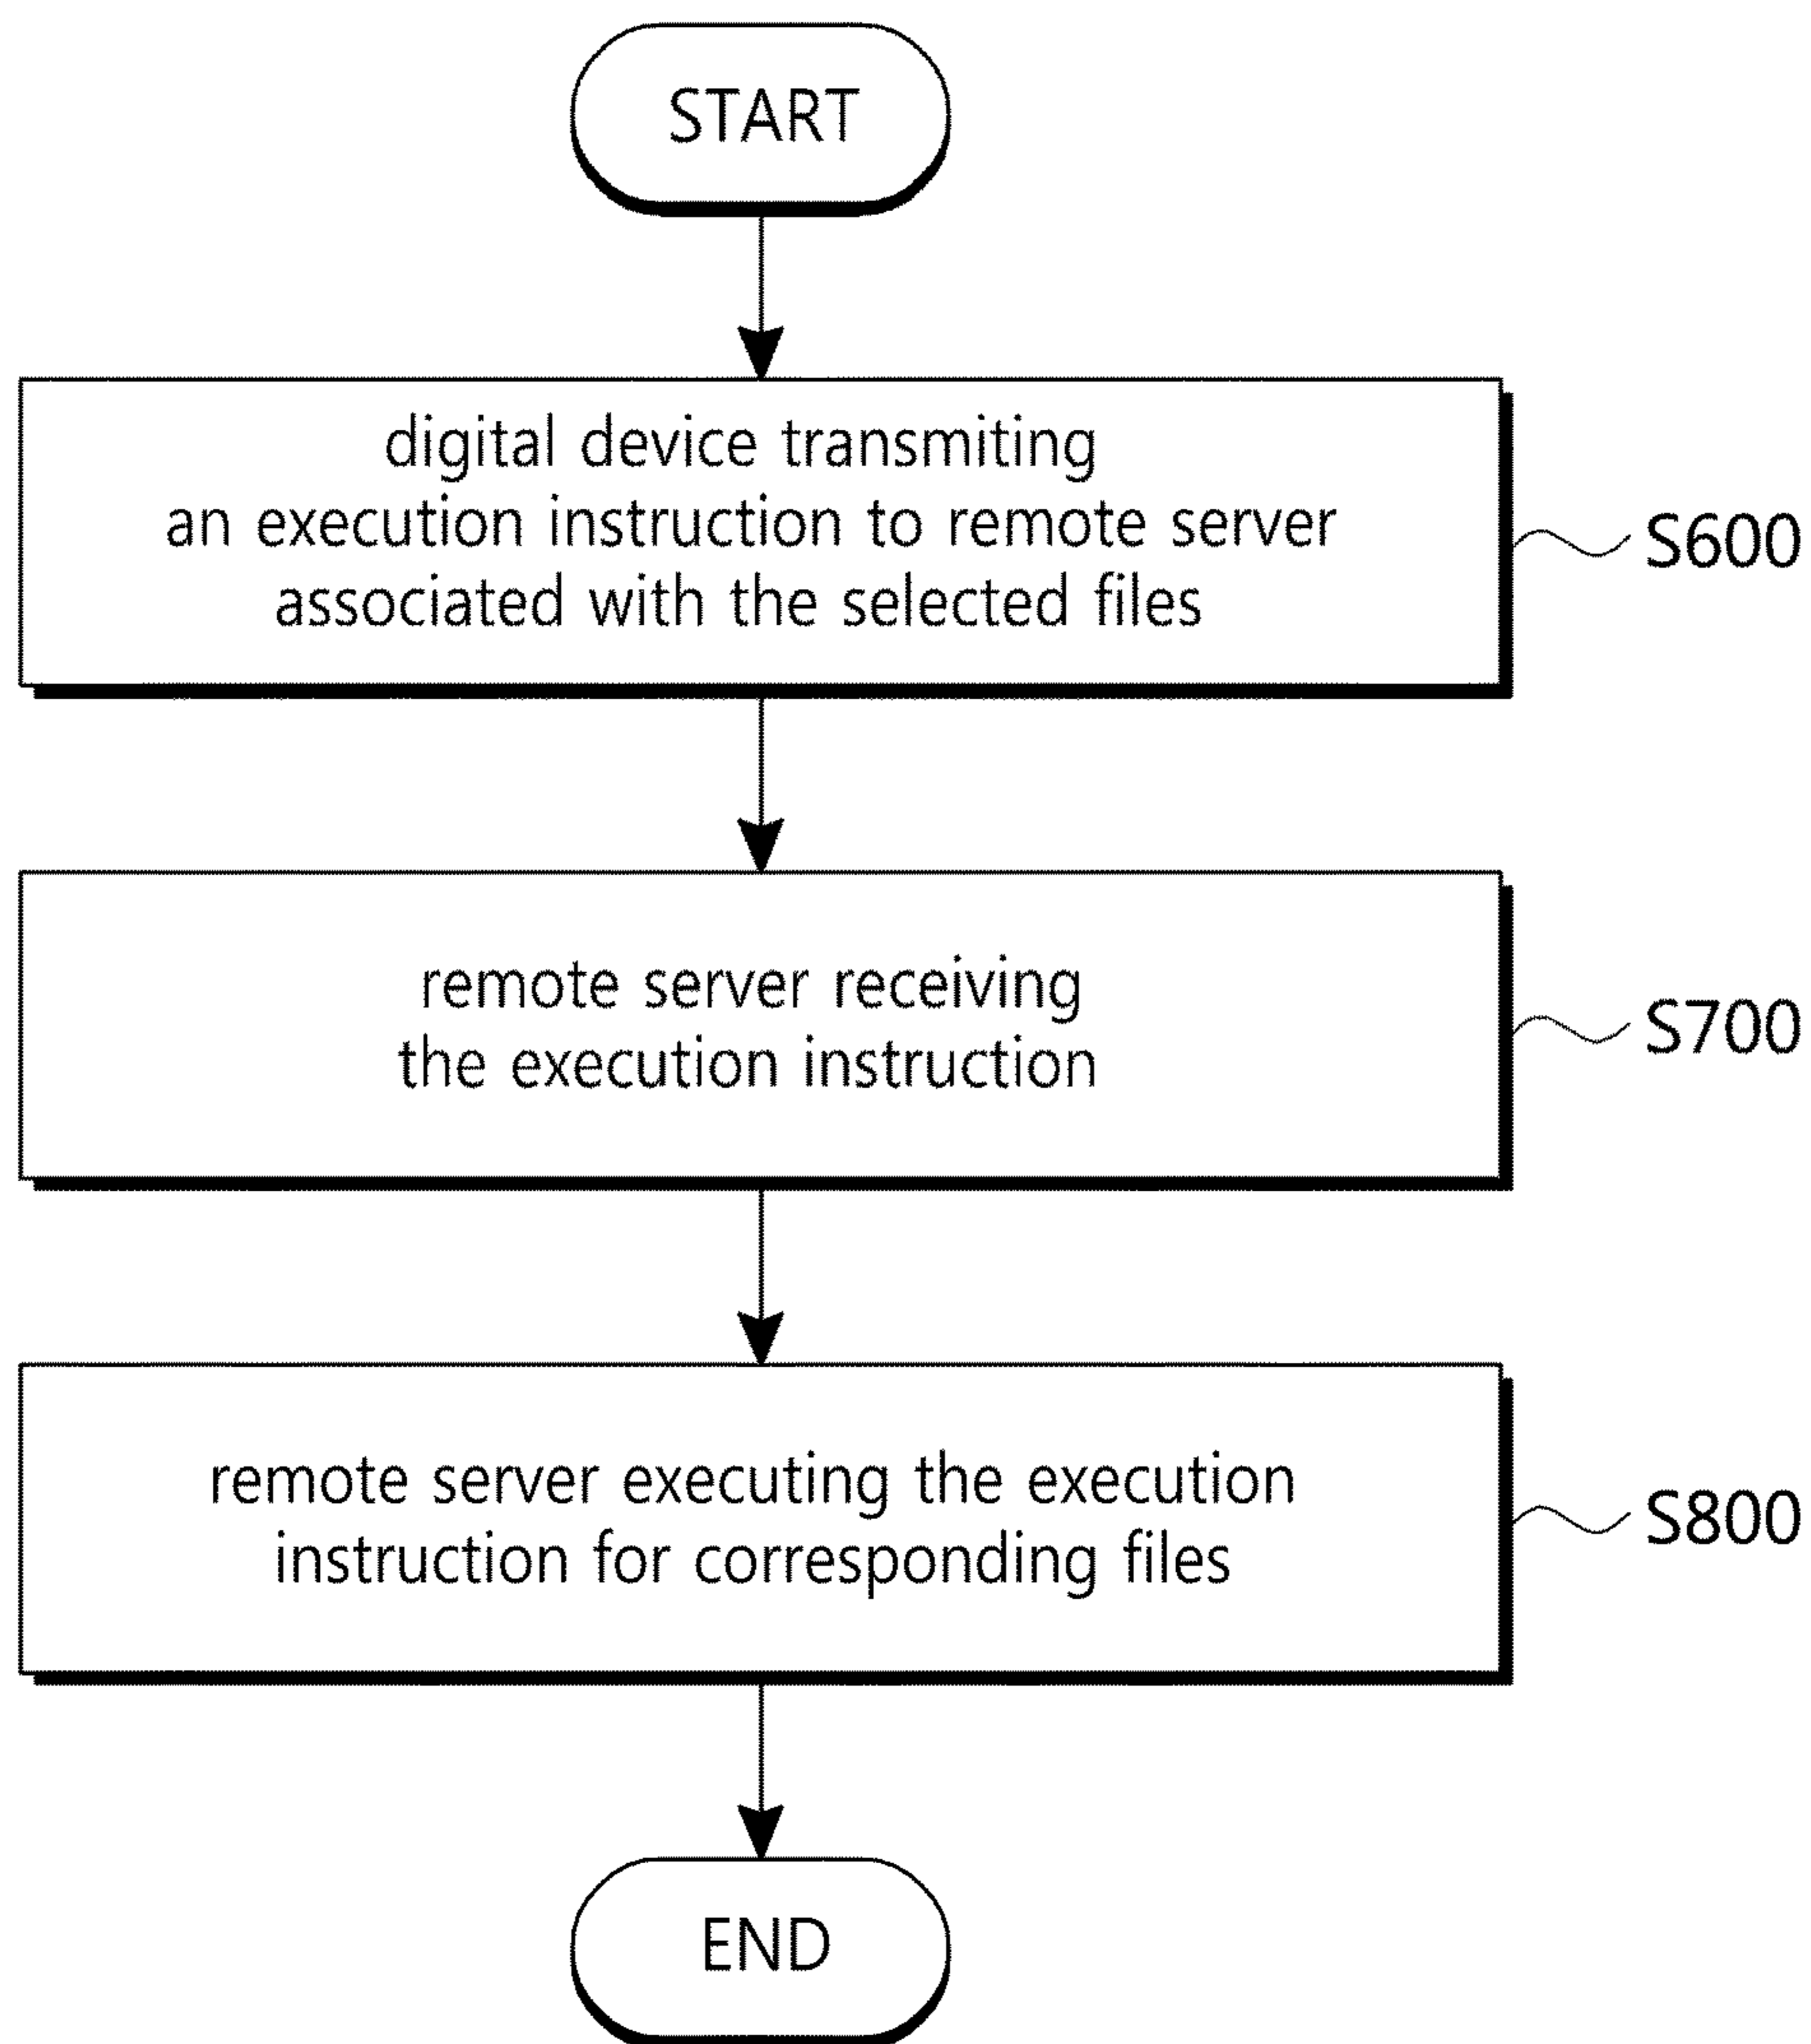 START
digital device transmiting
an execution instruction to remote server
associated with the selected files
S600
remote server receiving
the execution instruction
S700
remote server executing the execution
instruction for corresponding files
S800
END